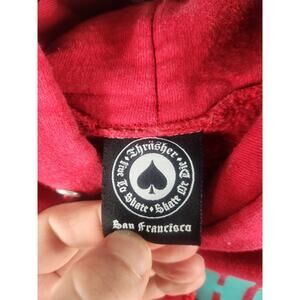 Thrasher
Skate Or Die
Live To Skate
San Francisco